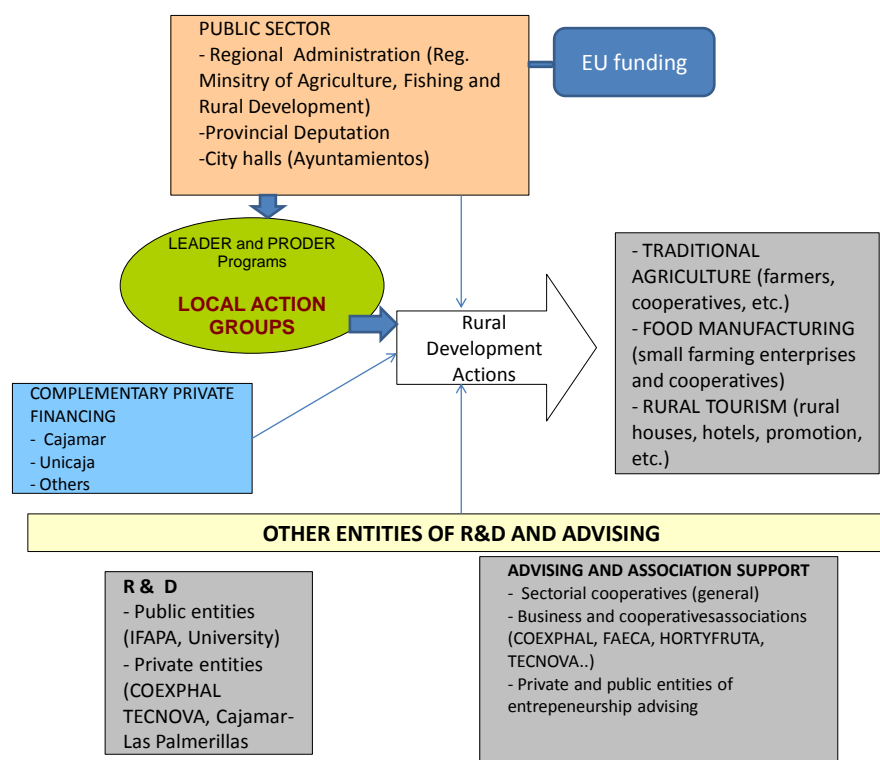 PUBLIC SECTOR
- Regional Administration (Reg.
Minsitry of Agriculture, Fishing and
Rural Development)
-Provincial Deputation
-City halls (Ayuntamientos)
EU funding
LEADER and PRODER
Programs
LOCAL ACTION
GROUPS
Rural
Development
Actions
- TRADITIONAL
AGRICULTURE (farmers,
cooperatives, etc.)
- FOOD MANUFACTURING
(small farming enterprises
and cooperatives)
- RURAL TOURISM (rural
houses, hotels, promotion,
etc.)
COMPLEMENTARY PRIVATE
FINANCING
- Cajamar
- Unicaja
- Others
OTHER ENTITIES OF R&D AND ADVISING
R & D
- Public entities
(IFAPA, University)
- Private entities
(COEXPHAL
TECNOVA, Cajamar-
Las Palmerillas
ADVISING AND ASSOCIATION SUPPORT
- Sectorial cooperatives (general)
- Business and cooperativesassociations
(COEXPHAL, FAECA, HORTYFRUTA,
TECNOVA..)
- Private and public entities of
entrepeneurship advising